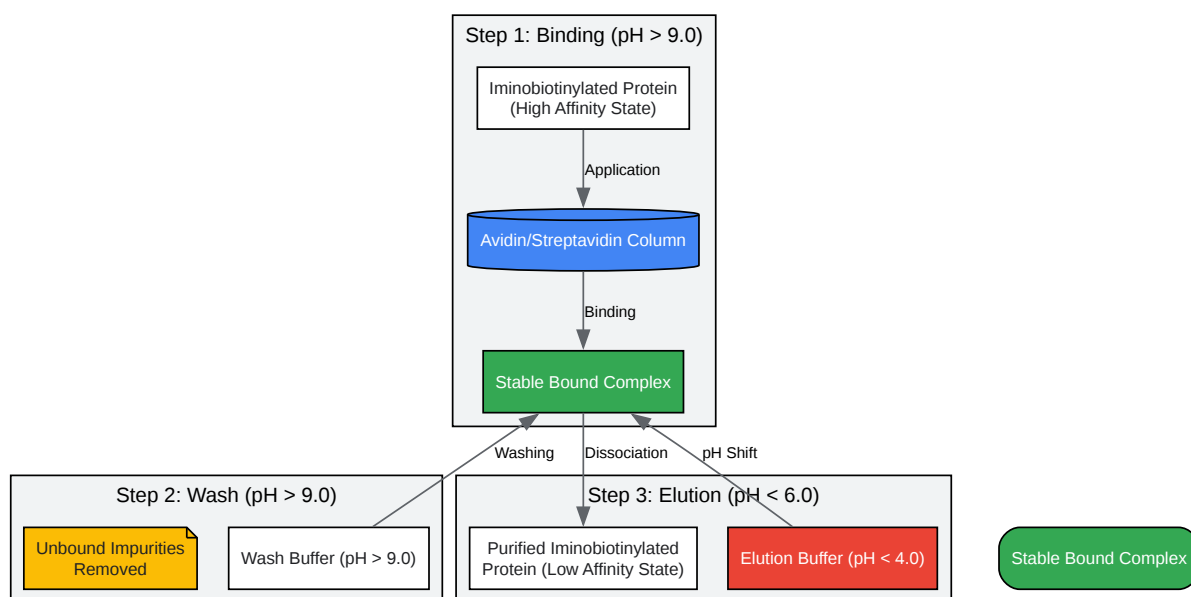 Step 1: Binding (pH > 9.0)
Iminobiotinylated Protein
(High Affinity State)
Application
Avidin/Streptavidin Column
Binding
Stable Bound Complex
Washing
Dissociation
pH Shift
Step 2: Wash (pH > 9.0)
Unbound Impurities
Removed
Wash Buffer (pH > 9.0)
Step 3: Elution (pH < 6.0)
Purified Iminobiotinylated
Protein (Low Affinity State)
Elution Buffer (pH < 4.0)
Stable Bound Complex